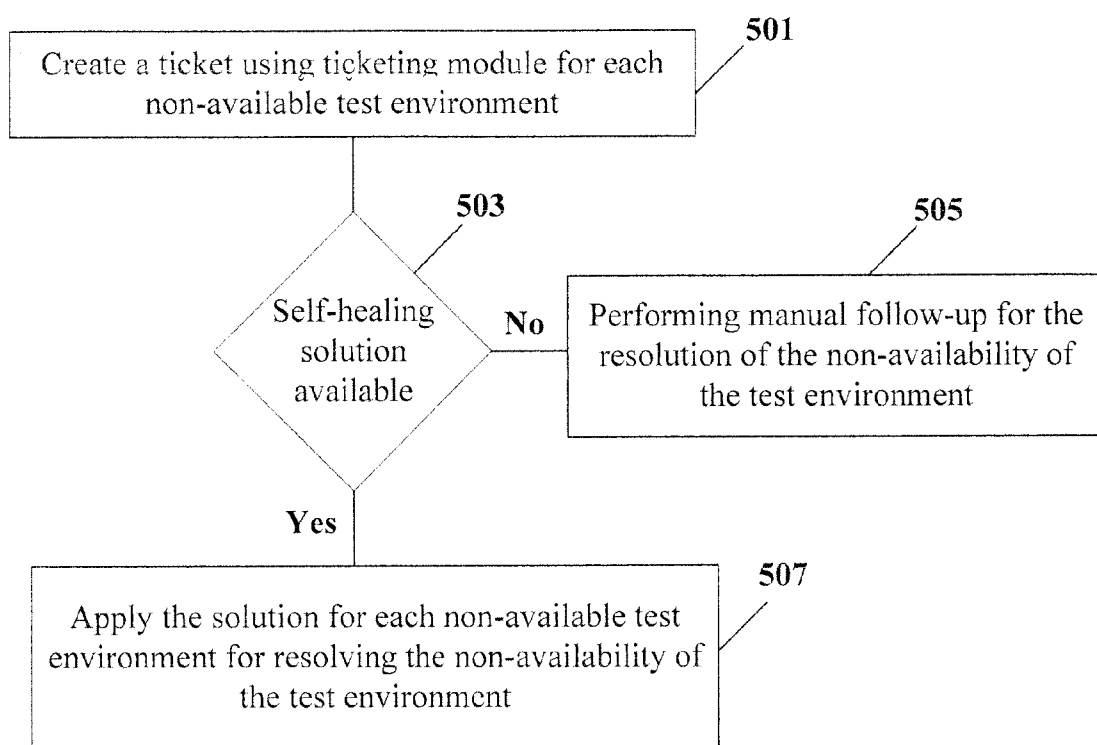 501
Create a ticket using ticketing module for each
non-available test environment
503
505
Self-healing
solution
available
No
Performing manual follow-up for the
resolution of the non-availability of
the test environment
Yes
507
Apply the solution for each non-available test
environment for resolving the non-availability of
the test environment